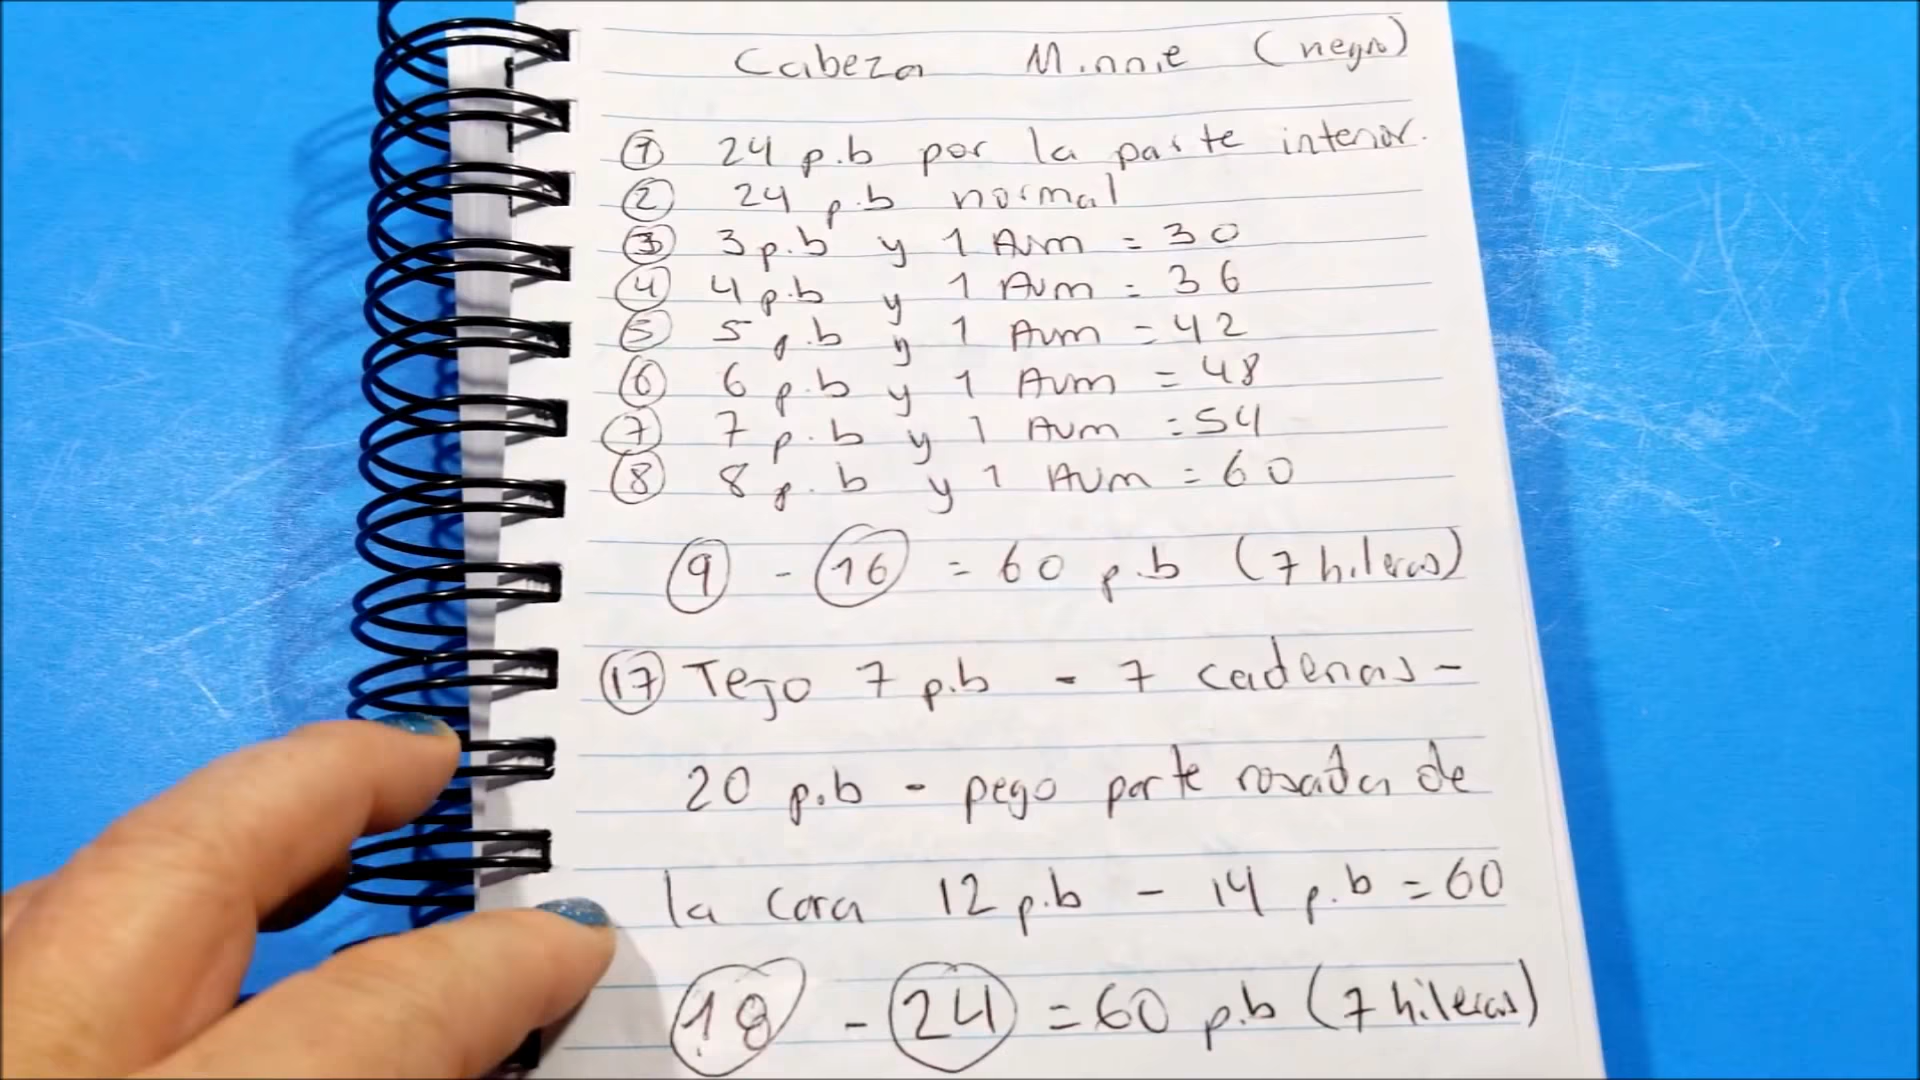 Cabeza Minnie (negro)
① 24 p.b por la parte interior.
② 24 p.b normal
③ 3 p.b y 1 Aum = 30
④ 4 p.b y 1 Aum = 36
⑤ 5 p.b y 1 Aum = 42
⑥ 6 p.b y 1 Aum = 48
⑦ 7 p.b y 1 Aum = 54
⑧ 8 p.b y 1 Aum = 60
⑨ - ⑯ = 60 p.b (7 hileras)
⑰ Tejo 7 p.b - 7 cadenas -
20 p.b - pego parte rosada de
la cara 12 p.b - 14 p.b = 60
⑱ - ㉔ = 60 p.b (7 hileras)